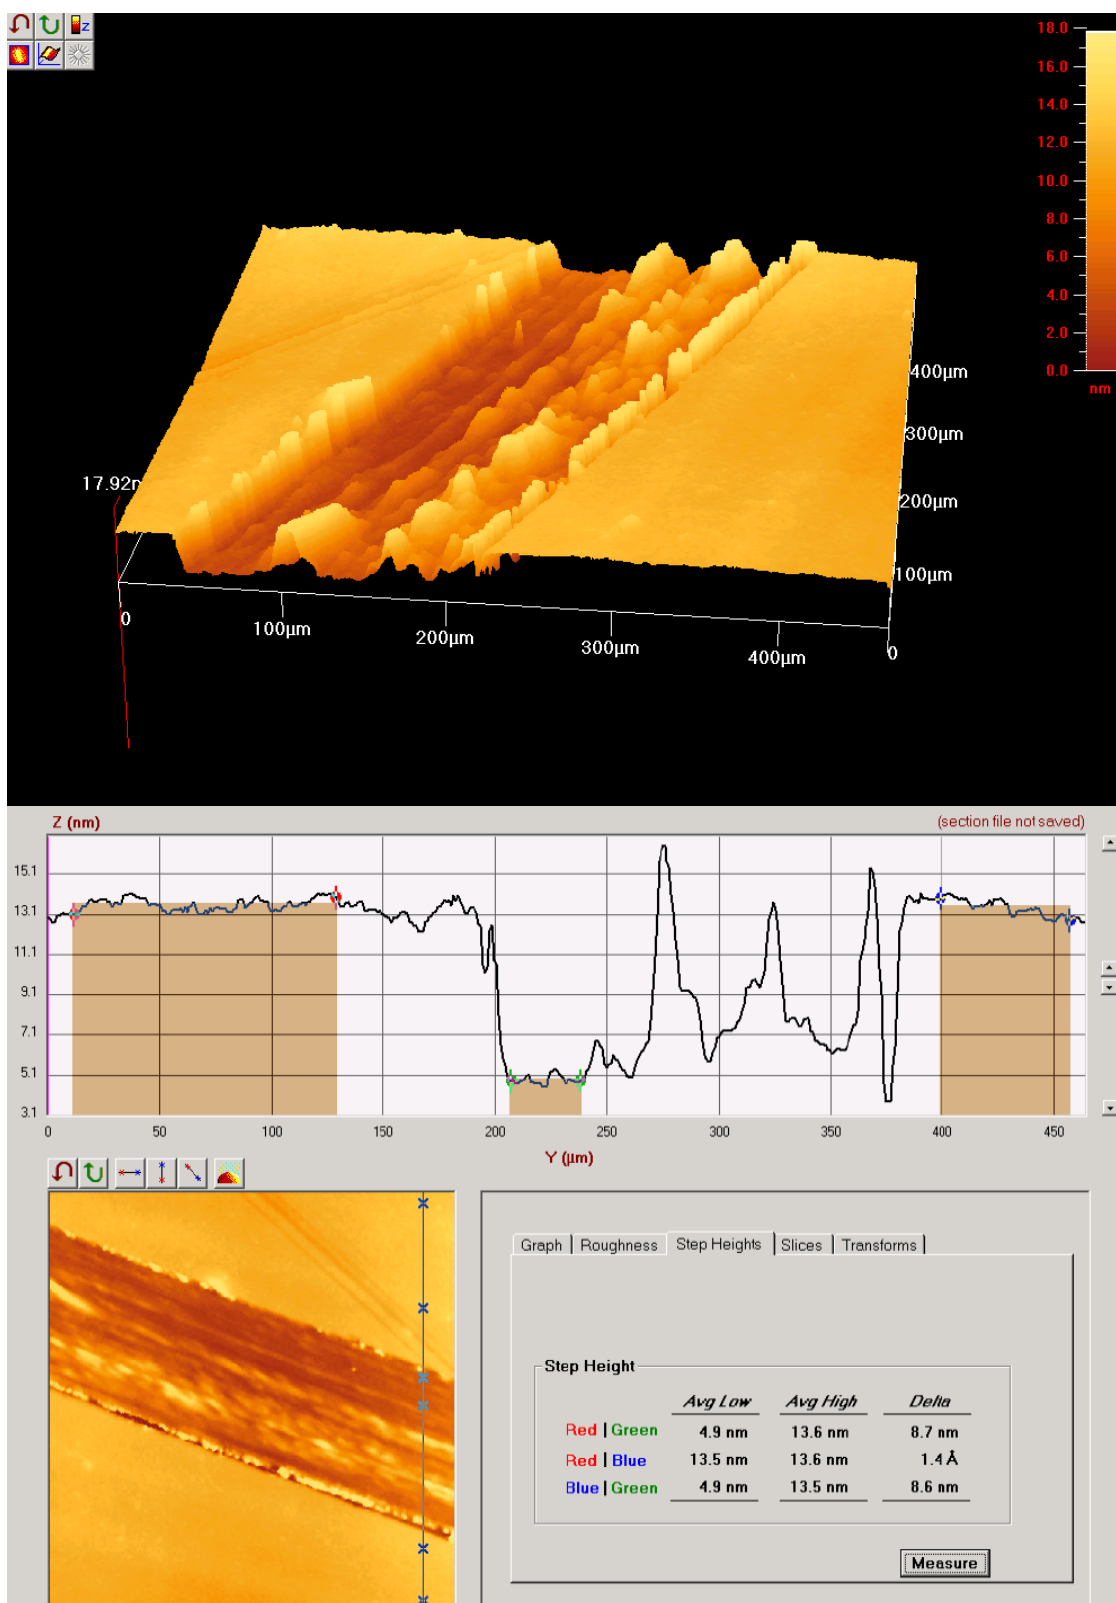 z
18.0
16.0
14.0
12.0
10.0
8.0
6.0
4.0
2.0
0.0
nm
400µm
300µm
17.92n
200µm
100µm
0
100µm
200µm
300µm
400µm
0
Z (nm)
(section file not saved)
15.1
13.1
11.1
9.1
7.1
5.1
3.1
0 50 100 150 200 250 300 350 400 450
Y (µm)
Graph Roughness Step Heights Slices Transforms
Step Height
Avg Low Avg High Delta
Red | Green 4.9 nm 13.6 nm 8.7 nm
Red | Blue 13.5 nm 13.6 nm 1.4 Å
Blue | Green 4.9 nm 13.5 nm 8.6 nm
Measure